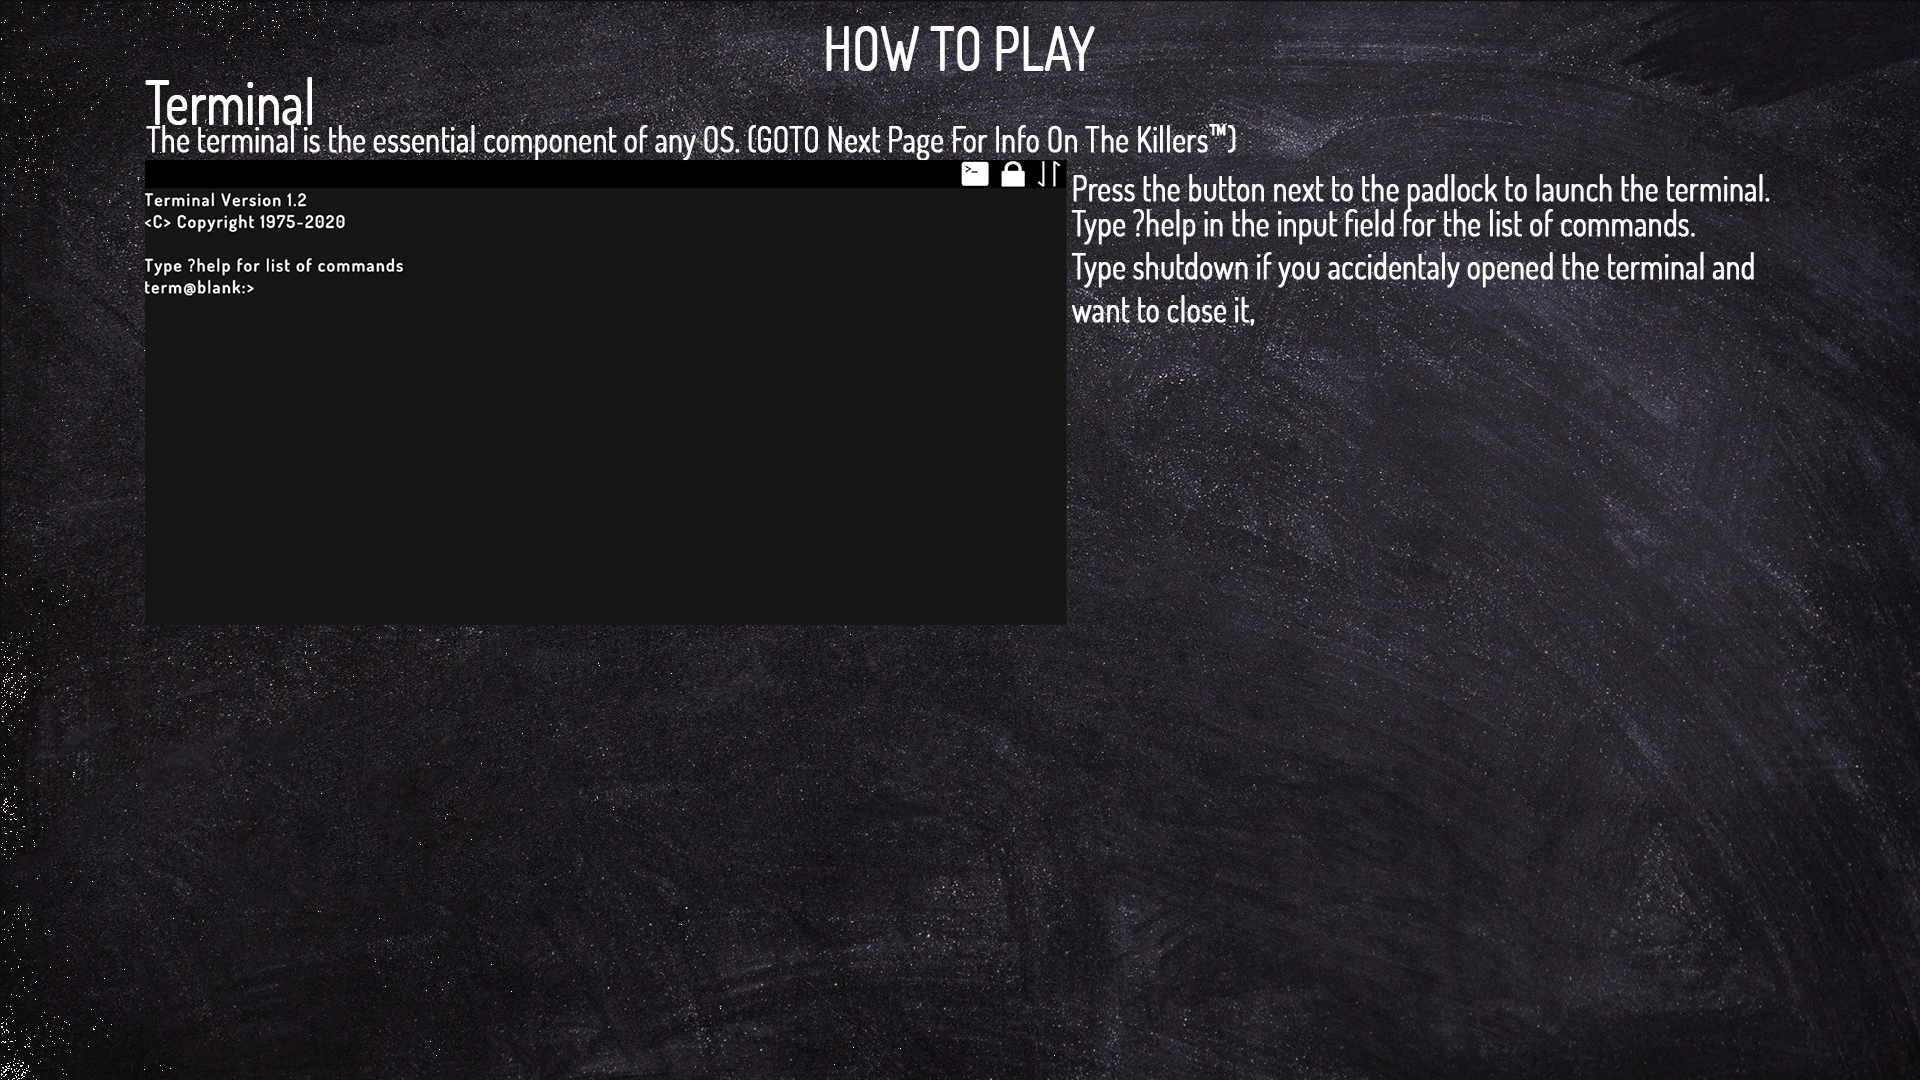 HOW TO PLAY
Terminal
The terminal is the essential component of any OS. (GOTO Next Page For Info On The Killers™)
>-
Terminal Version 1.2
<C> Copyright 1975-2020
Type ?help for list of commands
term@blank:>
Press the button next to the padlock to launch the terminal.
Type ?help in the input field for the list of commands.
Type shutdown if you accidentaly opened the terminal and
want to close it,